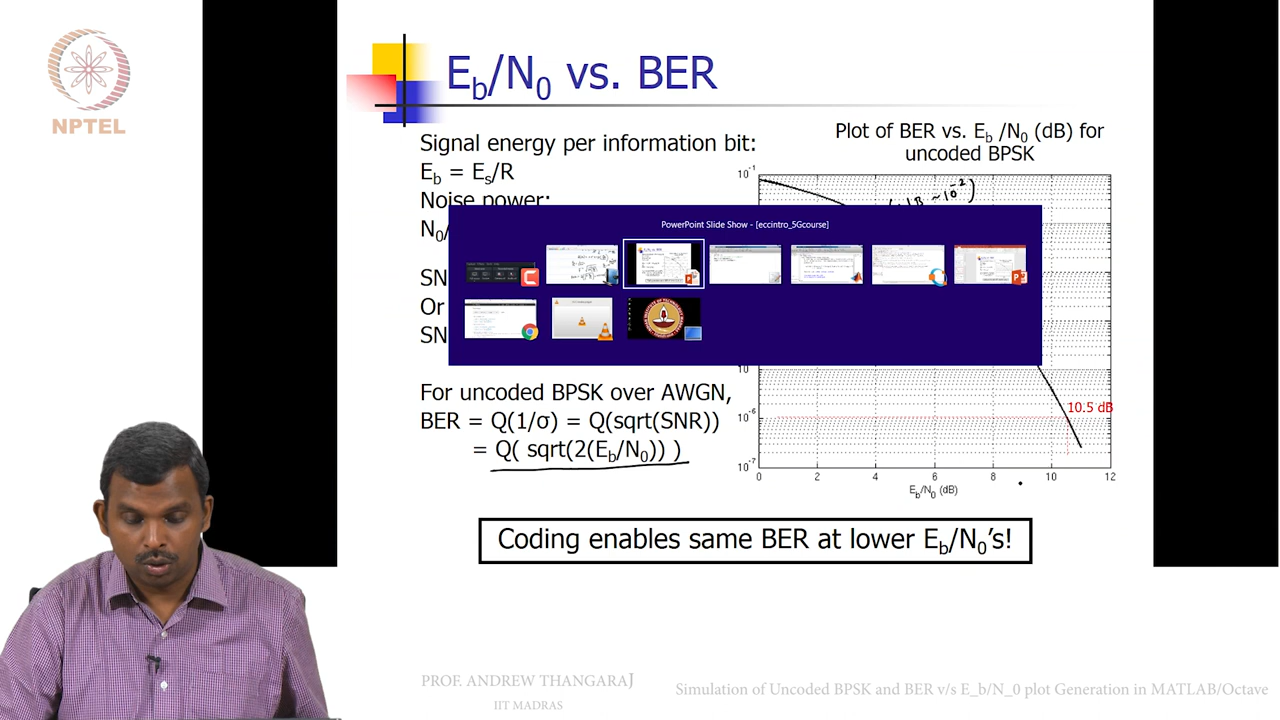 NPTEL
Eb/N0 vs. BER
Signal energy per information bit:
Eb = Es/R
Noise power:
N0/
SN
Or
SN
For uncoded BPSK over AWGN,
BER = Q(1/σ) = Q(sqrt(SNR))
= Q( sqrt(2(Eb/N0)) )
Plot of BER vs. Eb /N0 (dB) for
uncoded BPSK
10^-1
dB ~ 10^-2)
PowerPoint Slide Show - [eccintro_5Gcourse]
10
10.5 dB
10^-6
10^-7
0 2 4 6 8 10 12
Eb/N0 (dB)
Coding enables same BER at lower Eb/N0's!
PROF. ANDREW THANGARAJ
IIT MADRAS
Simulation of Uncoded BPSK and BER v/s E_b/N_0 plot Generation in MATLAB/Octave